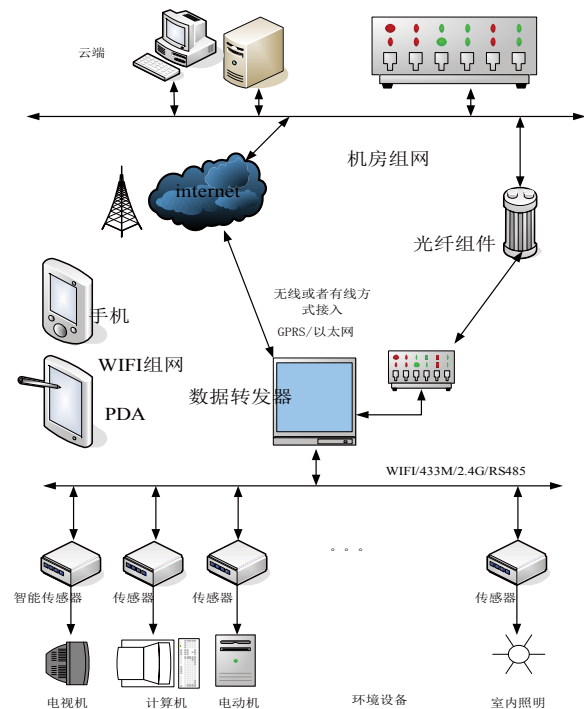 云端
机房组网
internet
光纤组件
无线或者有线方
式接入
GPRS/以太网
手机
WIFI组网
数据转发器
PDA
WIFI/433M/2.4G/RS485
。。。
智能传感器
传感器
传感器
传感器
电视机
计算机
电动机
环境设备
室内照明